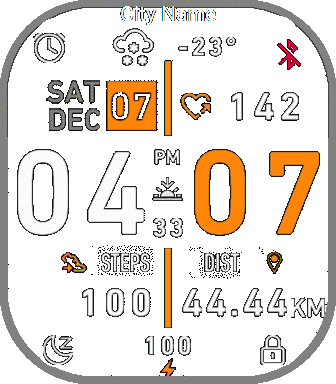 City Name
-23°
SAT
DEC 07
142
04 PM 07
33
STEPS DIST
100 44.44KM
100